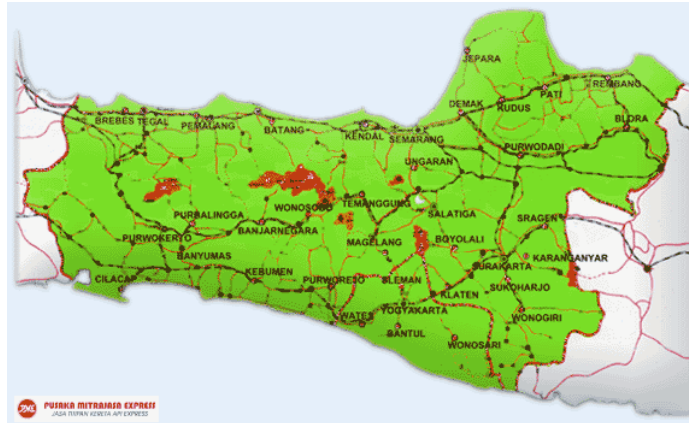 JEPARA
REMBANG
PATI
KUDUS
DEMAK
BREBES TEGAL
PEMALANG
BATANG
KENDAL
SEMARANG
BLORA
PURWODADI
UNGARAN
TEMANGGUNG
WONOSOBO
SALATIGA
PURBALINGGA
SRAGEN
BANJARNEGARA
PURWOKERYO
MAGELANG
BOYOLALI
BANYUMAS
KARANGANYAR
SURAKARTA
CILACAP
KEBUMEN
PURWOREJO
SLEMAN
SUKOHARJO
KLATEN
YOGYAKARTA
WATES
WONOGIRI
BANTUL
WONOSARI
PUSAKA MITRAJASA EXPRESS
JASA TITIPAN KERETA API EXPRESS